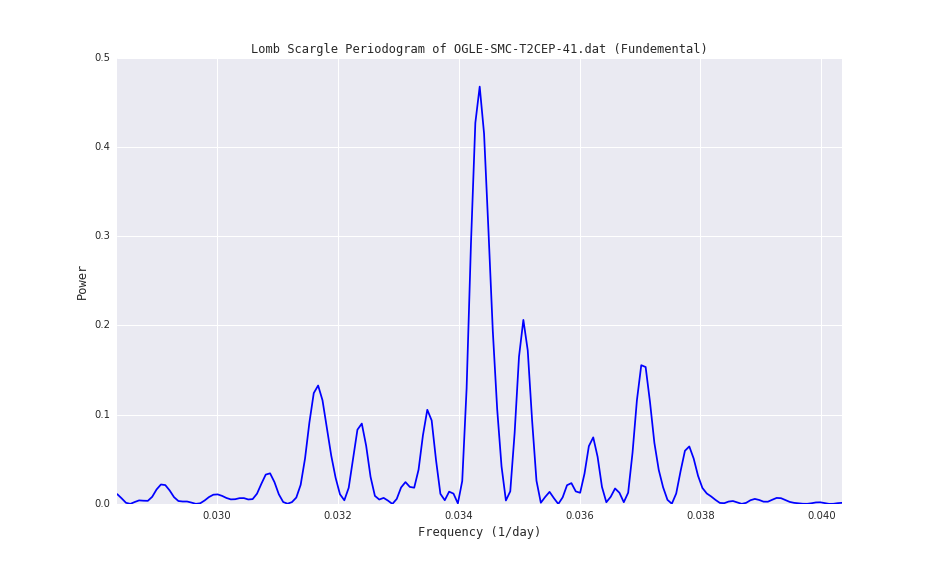 Lomb Scargle Periodogram of OGLE-SMC-T2CEP-41.dat (Fundemental)
0.5
0.4
0.3
0.2
0.1
0.0
Power
0.030 0.032 0.034 0.036 0.038 0.040
Frequency (1/day)